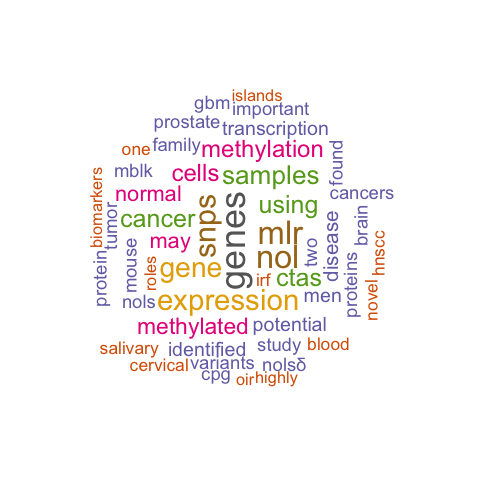 islands
gbm
important
prostate
transcription
one
family
methylation
found
mblk
cells
samples
biomarkers
normal
cancers
tumor
cancer
snps
genes
using
may
mlr
brain
disease
two
nol
hnscc
protein
mouse
roles
gene
irf
ctas
proteins
novel
nols
expression
men
methylated
potential
salivary
identified
study
blood
cervical
variants
nolsδ
cpg
oir
highly